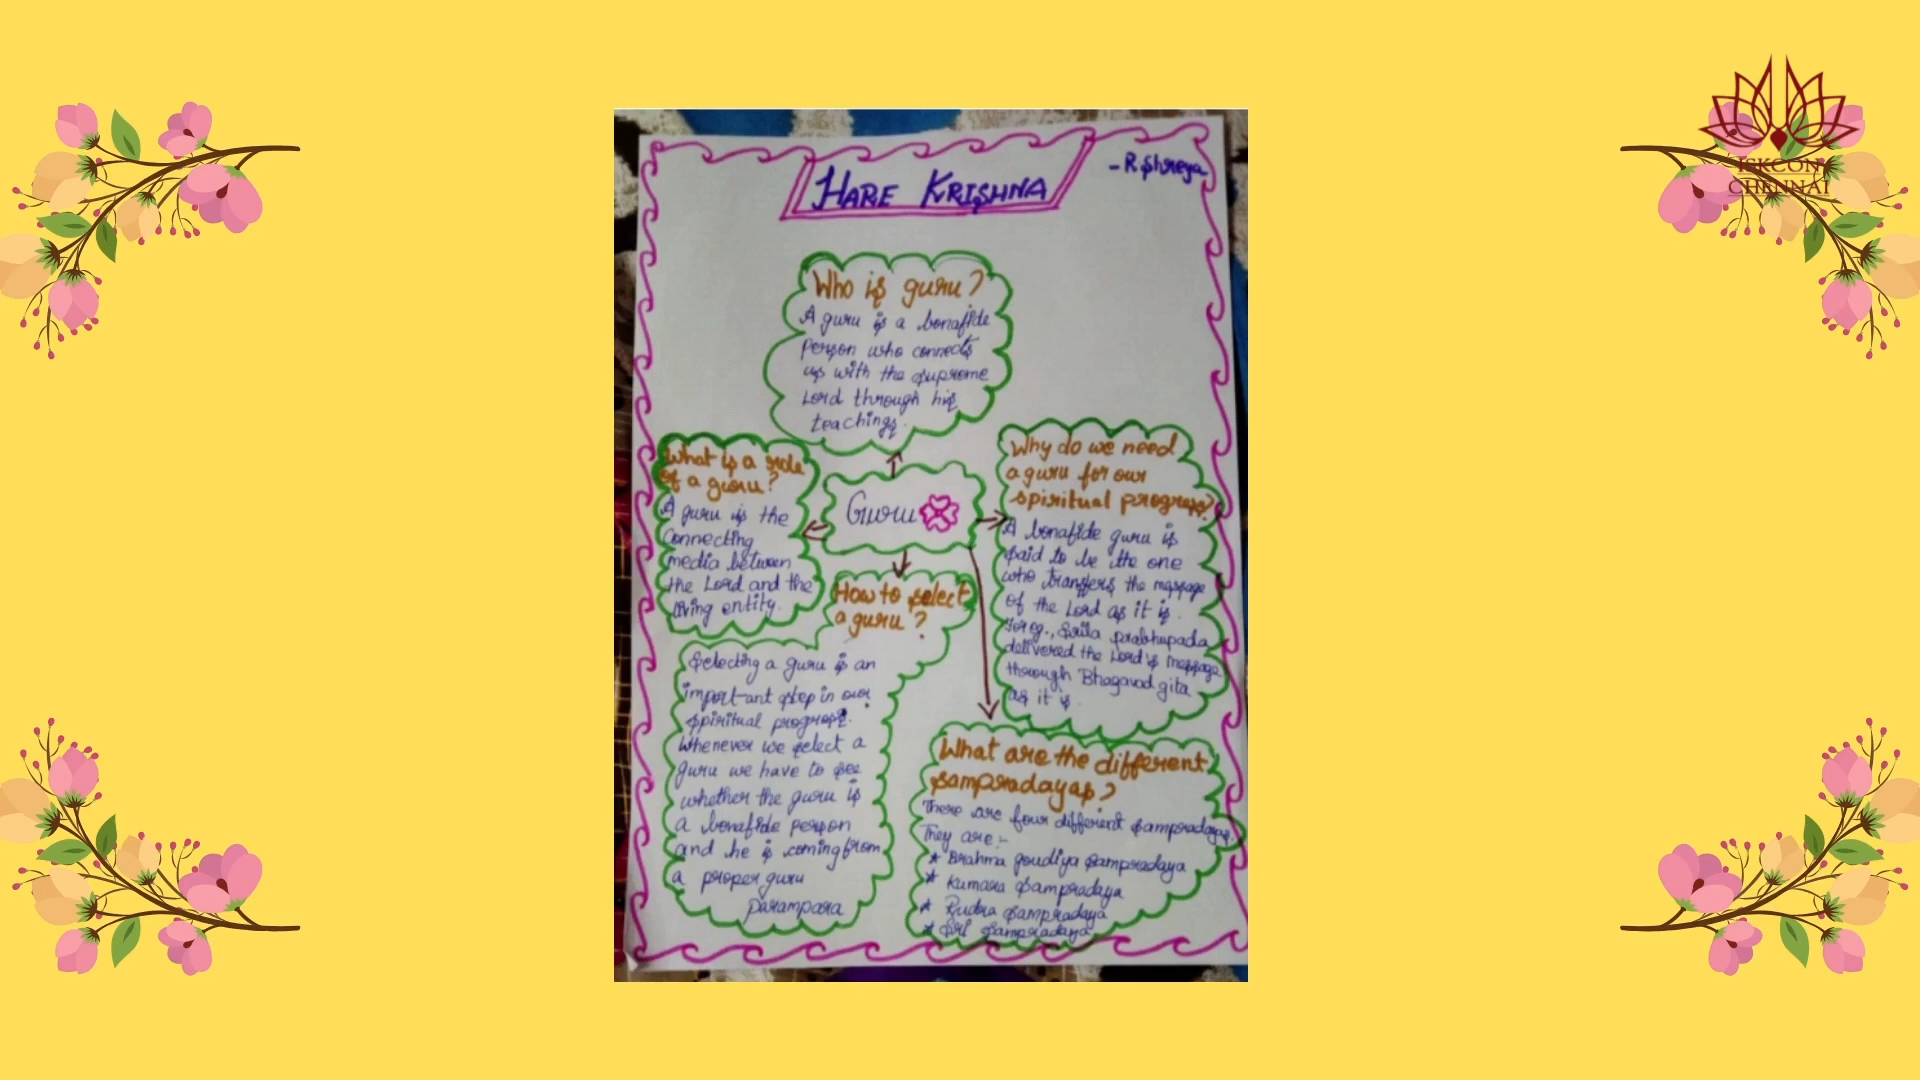 HARE KRISHNA
- R. Shreya
ISKCON
CHENNAI
Who is guru?
A guru is a bonafide
person who connects
us with the supreme
Lord through his
teachings.
What is a role
of a guru?
A guru is the
connecting
media between
the Lord and the
living entity.
Guru
Why do we need
a guru for our
spiritual progress?
A bonafide guru is
said to be the one
who transfers the message
of the Lord as it is.
For eg., Srila prabhupada
delivered the Lord's message
through Bhagavad gita
as it is.
How to select
a guru?
Selecting a guru is an
important step in our
spiritual progress.
Whenever we select a
guru we have to see
whether the guru is
a bonafide person
and he is coming from
a proper guru
parampara
What are the different
sampradayas?
There are four different sampradayas
They are:-
* Brahma goudiya sampradaya
* Kumara sampradaya
* Rudra sampradaya
* Sri sampradaya